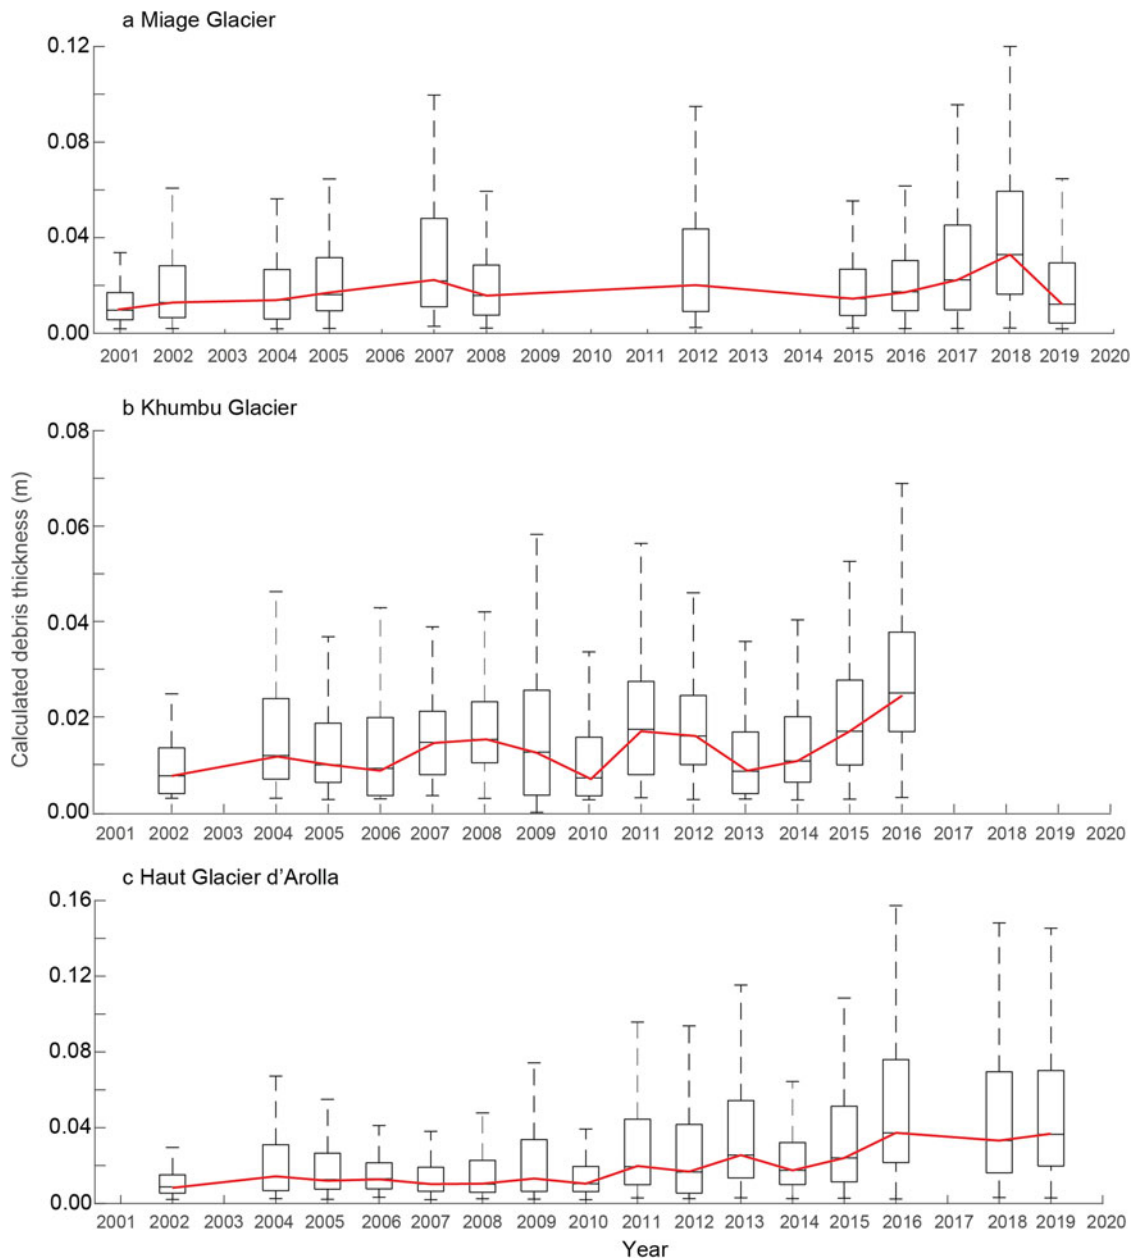 a Miage Glacier
0.12
0.08
0.04
0.00
2001 2002 2003 2004 2005 2006 2007 2008 2009 2010 2011 2012 2013 2014 2015 2016 2017 2018 2019 2020
b Khumbu Glacier
0.08
0.06
0.04
0.02
0.00
2001 2002 2003 2004 2005 2006 2007 2008 2009 2010 2011 2012 2013 2014 2015 2016 2017 2018 2019 2020
Calculated debris thickness (m)
c Haut Glacier d'Arolla
0.16
0.12
0.08
0.04
0.00
2001 2002 2003 2004 2005 2006 2007 2008 2009 2010 2011 2012 2013 2014 2015 2016 2017 2018 2019 2020
Year